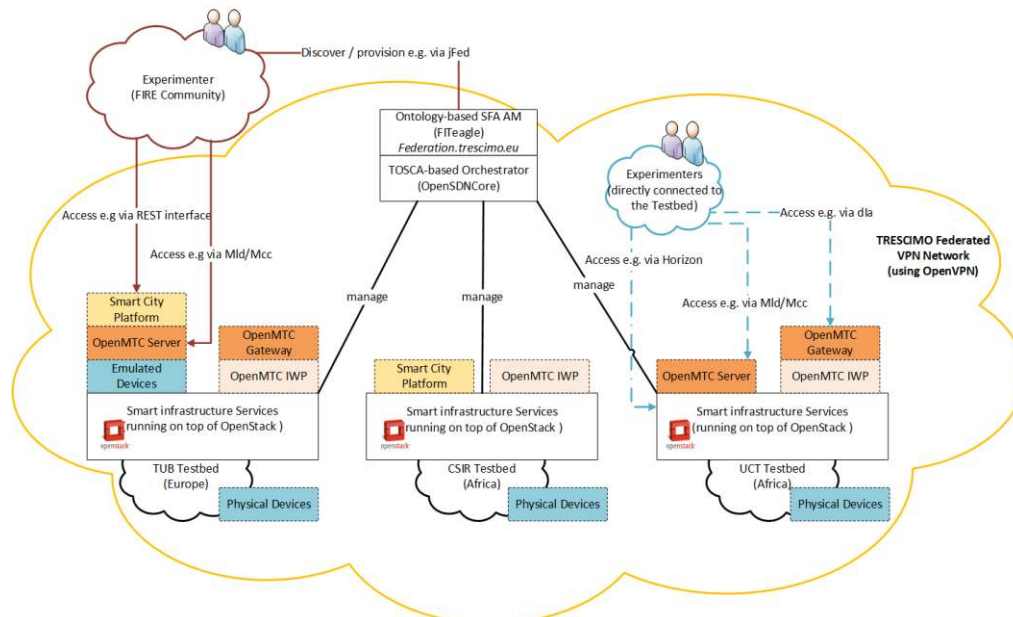 Discover / provision e.g. via jFed
Experimenter
(FIRE Community)
Ontology-based SFA AM
(FITeagle)
Federation.trescimo.eu
TOSCA-based Orchestrator
(OpenSDNCore)
Experimenters
(directly connected to
the Testbed)
Access e.g via REST interface
Access e.g. via dIa
TRESCIMO Federated
VPN Network
(using OpenVPN)
Access e.g via MId/Mcc
Access e.g. via Horizon
manage
manage
manage
Access e.g. via MId/Mcc
Smart City
Platform
OpenMTC Server
Emulated
Devices
OpenMTC
Gateway
OpenMTC IWP
Smart City
Platform
OpenMTC IWP
OpenMTC Server
OpenMTC
Gateway
OpenMTC IWP
Smart infrastructure Services
(running on top of OpenStack )
openstack
Smart infrastructure Services
(running on top of OpenStack )
openstack
Smart infrastructure Services
(running on top of OpenStack )
openstack
TUB Testbed
(Europe)
Physical Devices
CSIR Testbed
(Africa)
Physical Devices
UCT Testbed
(Africa)
Physical Devices